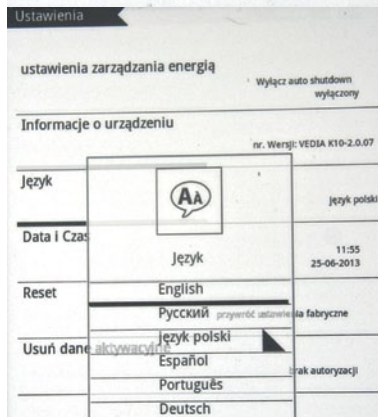 Ustawienia
ustawienia zarządzania energią
Wyłącz auto shutdown
wyłączony
Informacje o urządzeniu
nr. Wersji: VEDIA K10-2.0.07
Język
język polski
AÀ
Data i Czas
11:55
25-06-2013
Język
Reset
English
Русский
przywróć ustawienia fabryczne
język polski
Usuń dane aktywacyjne
Español
brak autoryzacji
Português
Deutsch